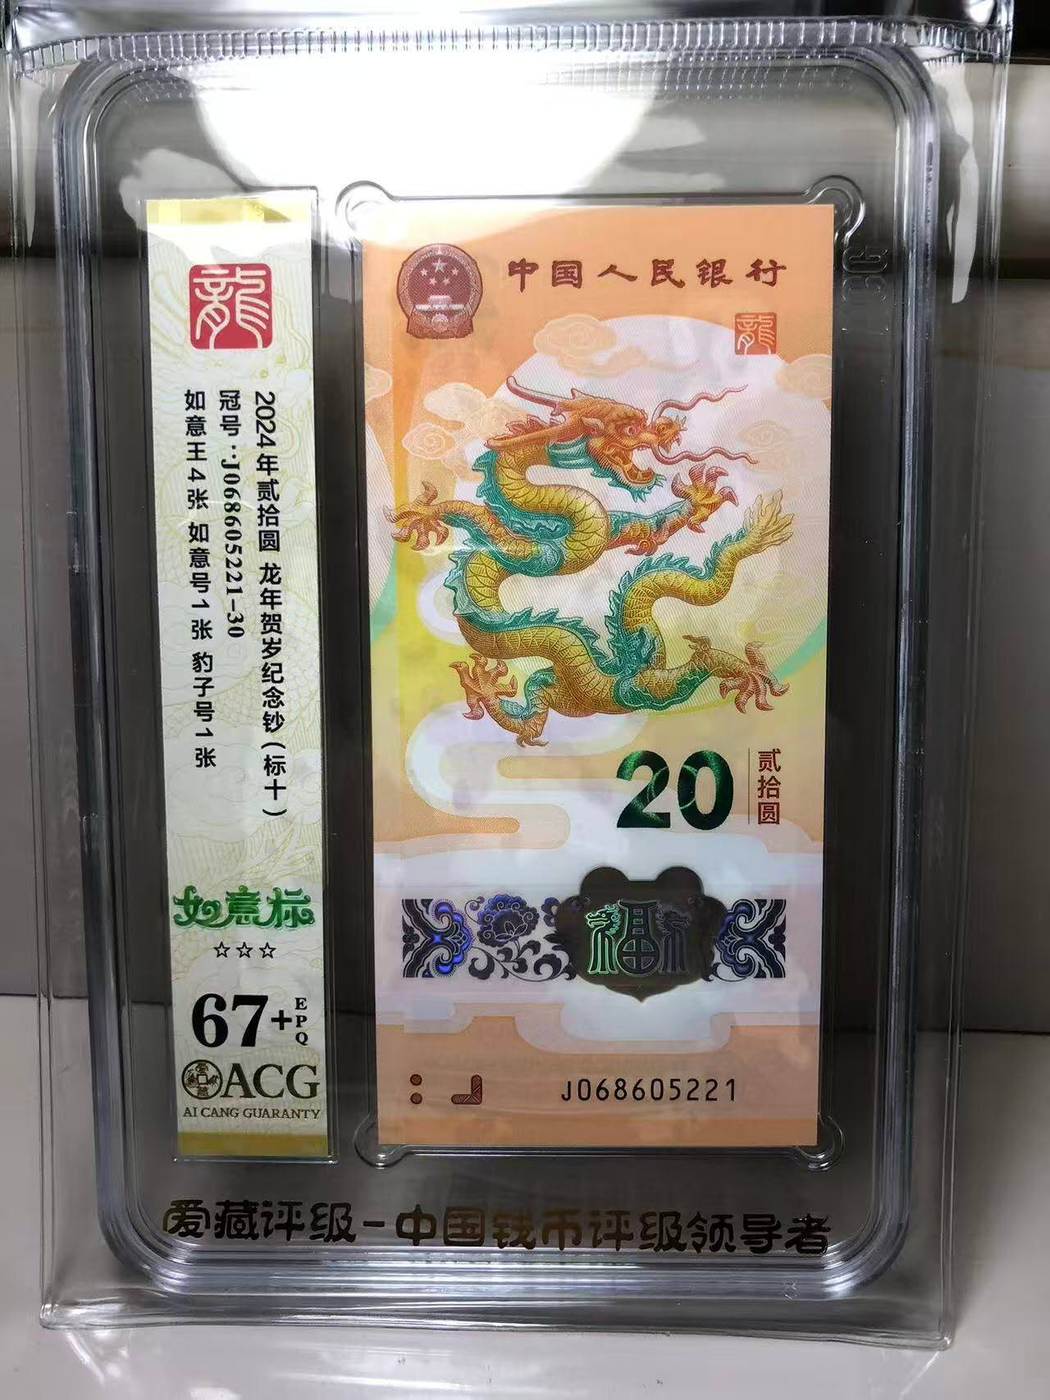 龍
2024年贰拾圆 龙年贺岁纪念钞(标十)
冠号:J068605221-30
如意王4张 如意号1张 豹子号1张
如意标
☆☆☆
67+EPQ
ACG
AI CANG GUARANTY
中国人民银行
龍
20
贰拾圆
福
J068605221
爱藏评级-中国钱币评级领导者